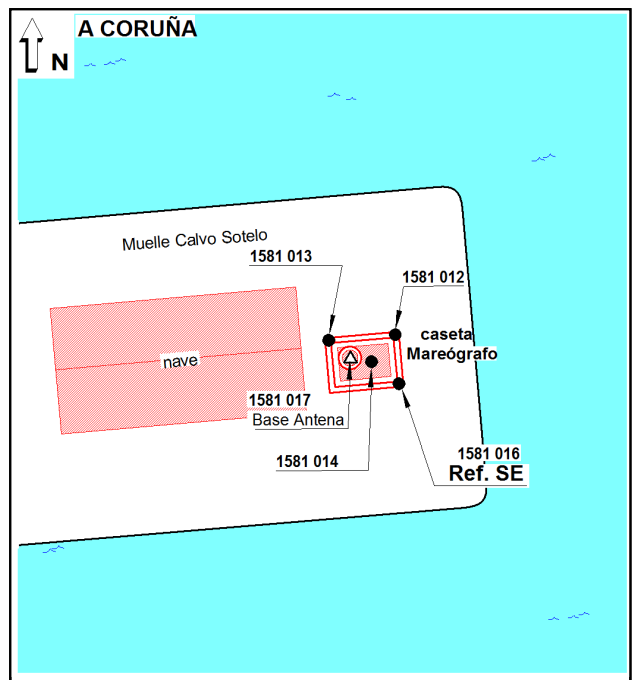 A CORUÑA
N
Muelle Calvo Sotelo
1581 013
1581 012
caseta
Mareógrafo
nave
1581 017
Base Antena
1581 014
1581 016
Ref. SE